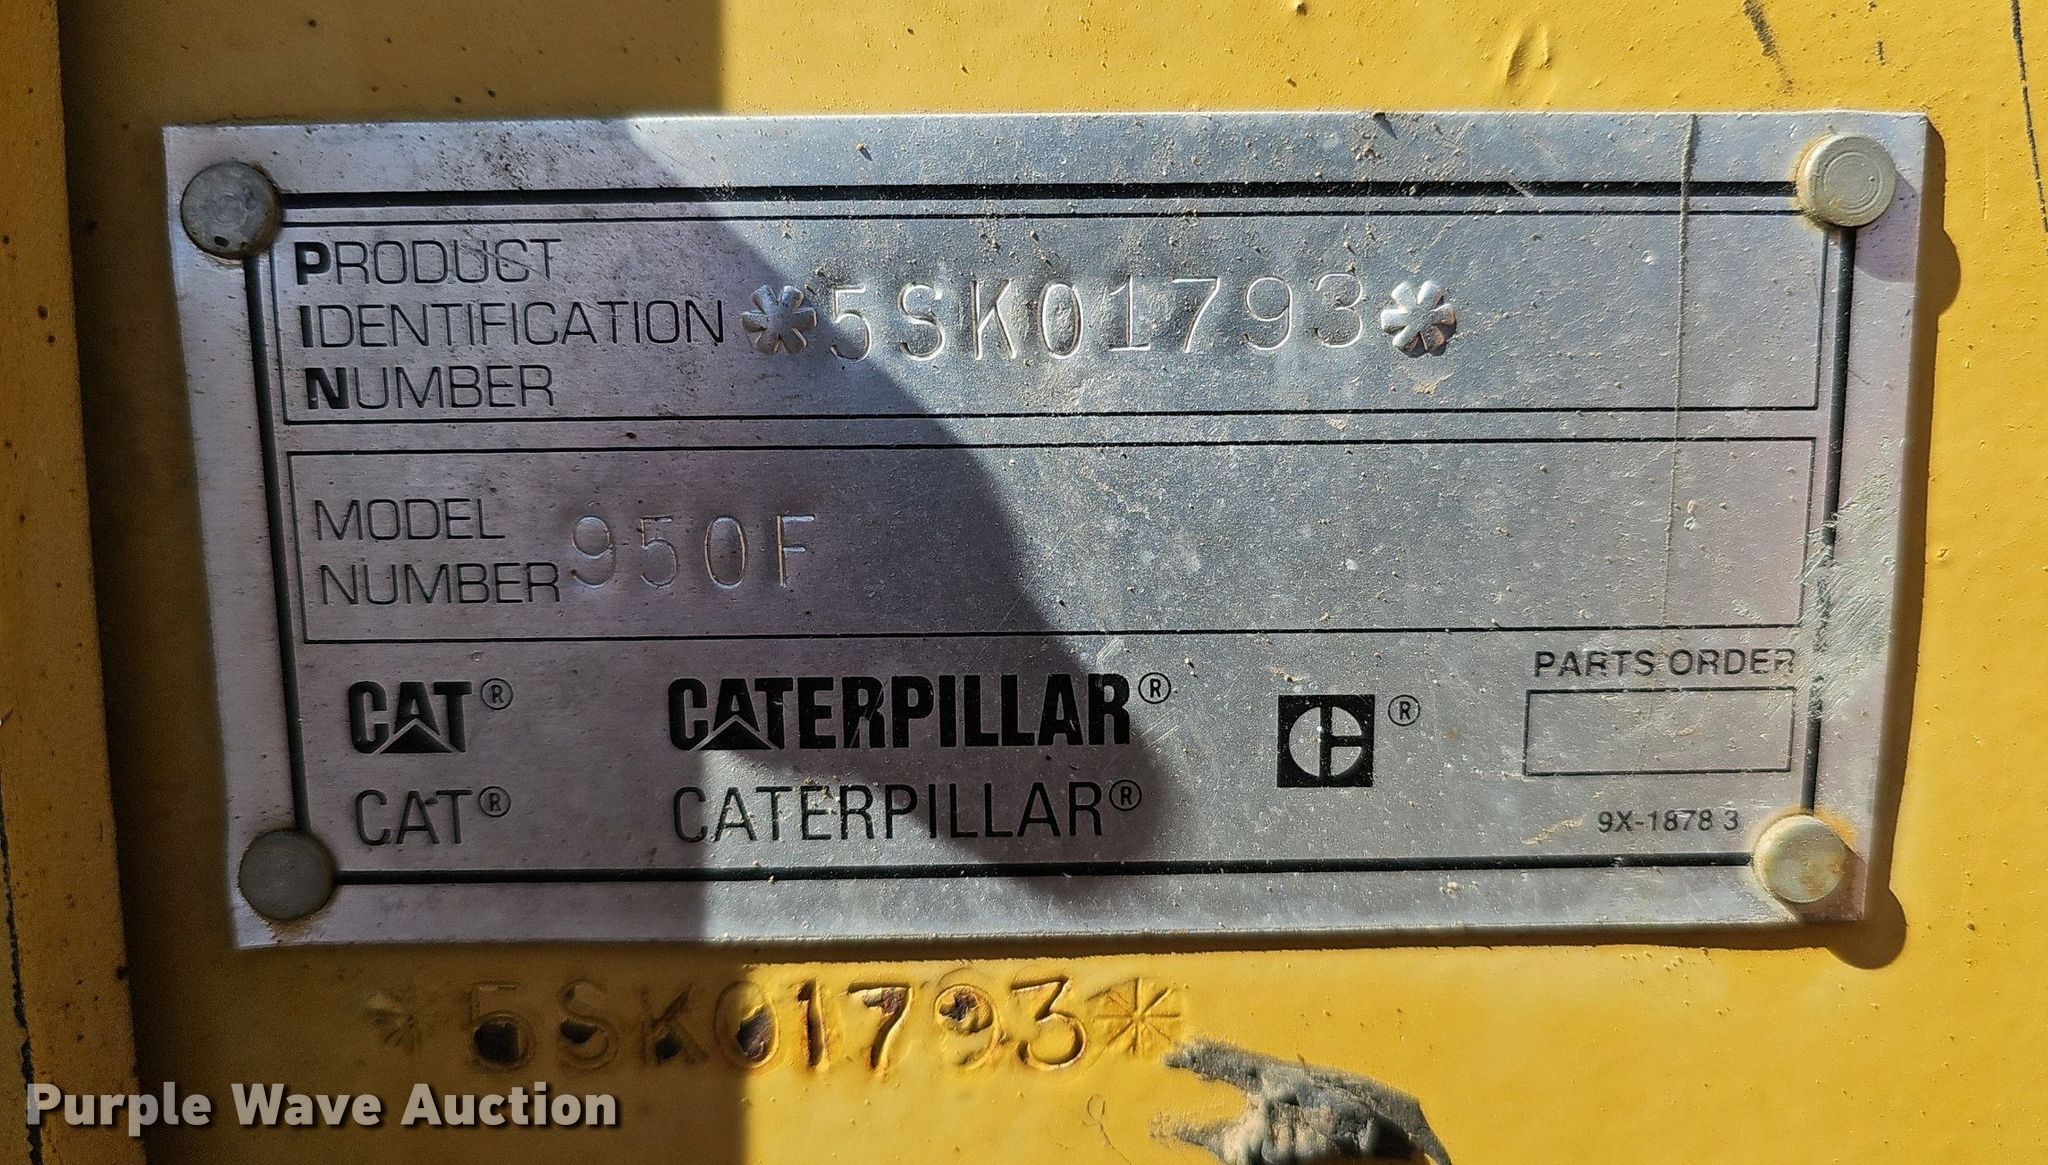 PRODUCT
IDENTIFICATION
NUMBER
*5SK01793*
MODEL
NUMBER
950F
CAT® CATERPILLAR® ®
CAT® CATERPILLAR®
PARTS ORDER
9X-1878 3
*5SK01793*
Purple Wave Auction